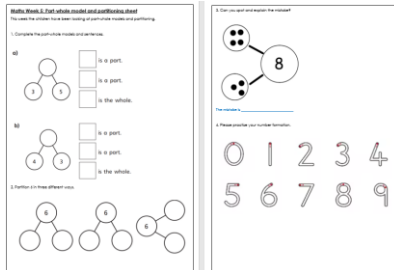 Maths Week 2: Part whole model and partitioning sheet
This week the children have been looking at part-whole models and partitioning.
1. Complete the part-whole models and sentences.
a)
is a part.
is a part.
is the whole.
3 5
b)
is a part.
is a part.
is the whole.
4 3
2. Partition 6 in three different ways.
6 6 6
3. Can you spot and explain the mistake?
8
The mistake is
4. Please practise your number formation.
0 1 2 3 4
5 6 7 8 9